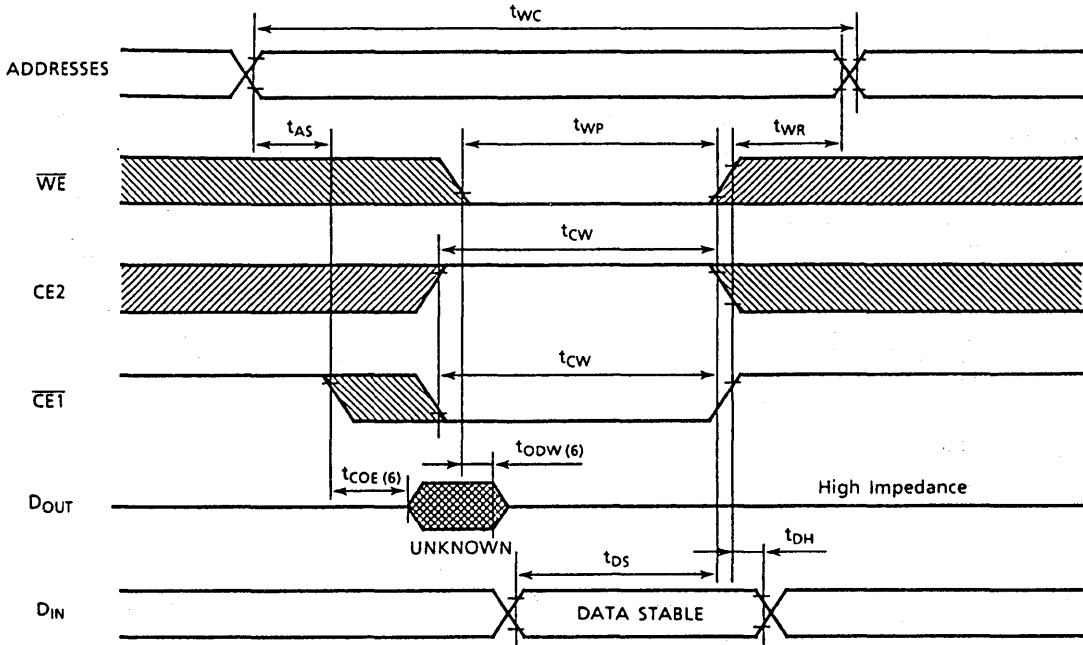 tWC
ADDRESSES
tAS
tWP
tWR
WE
tCW
CE2
tCW
CE1
tODW (6)
tCOE (6)
DOUT
High Impedance
UNKNOWN
tDH
tDS
DIN
DATA STABLE